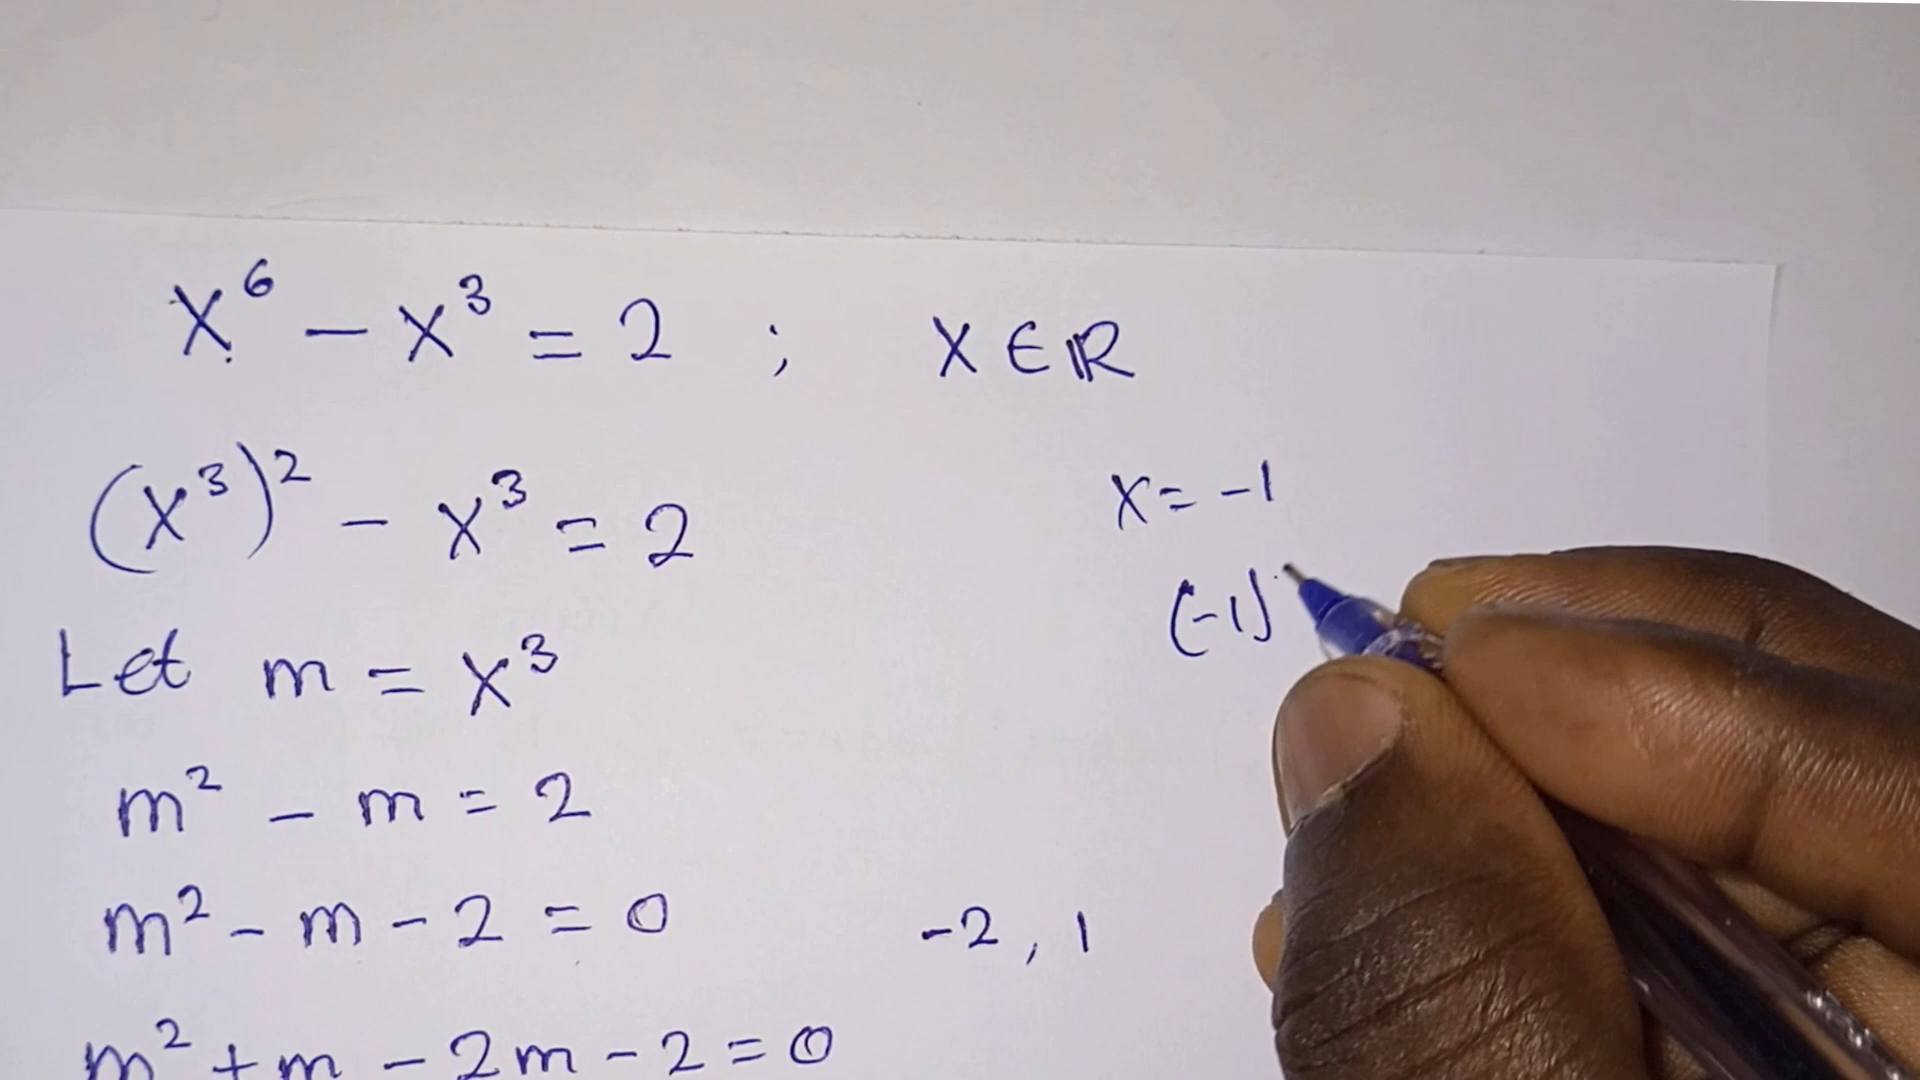 x⁶ - x³ = 2 ; x ∈ ℝ
(x³)² - x³ = 2
x = -1
(-1)
Let m = x³
m² - m = 2
m² - m - 2 = 0
-2 , 1
m² + m - 2m - 2 = 0